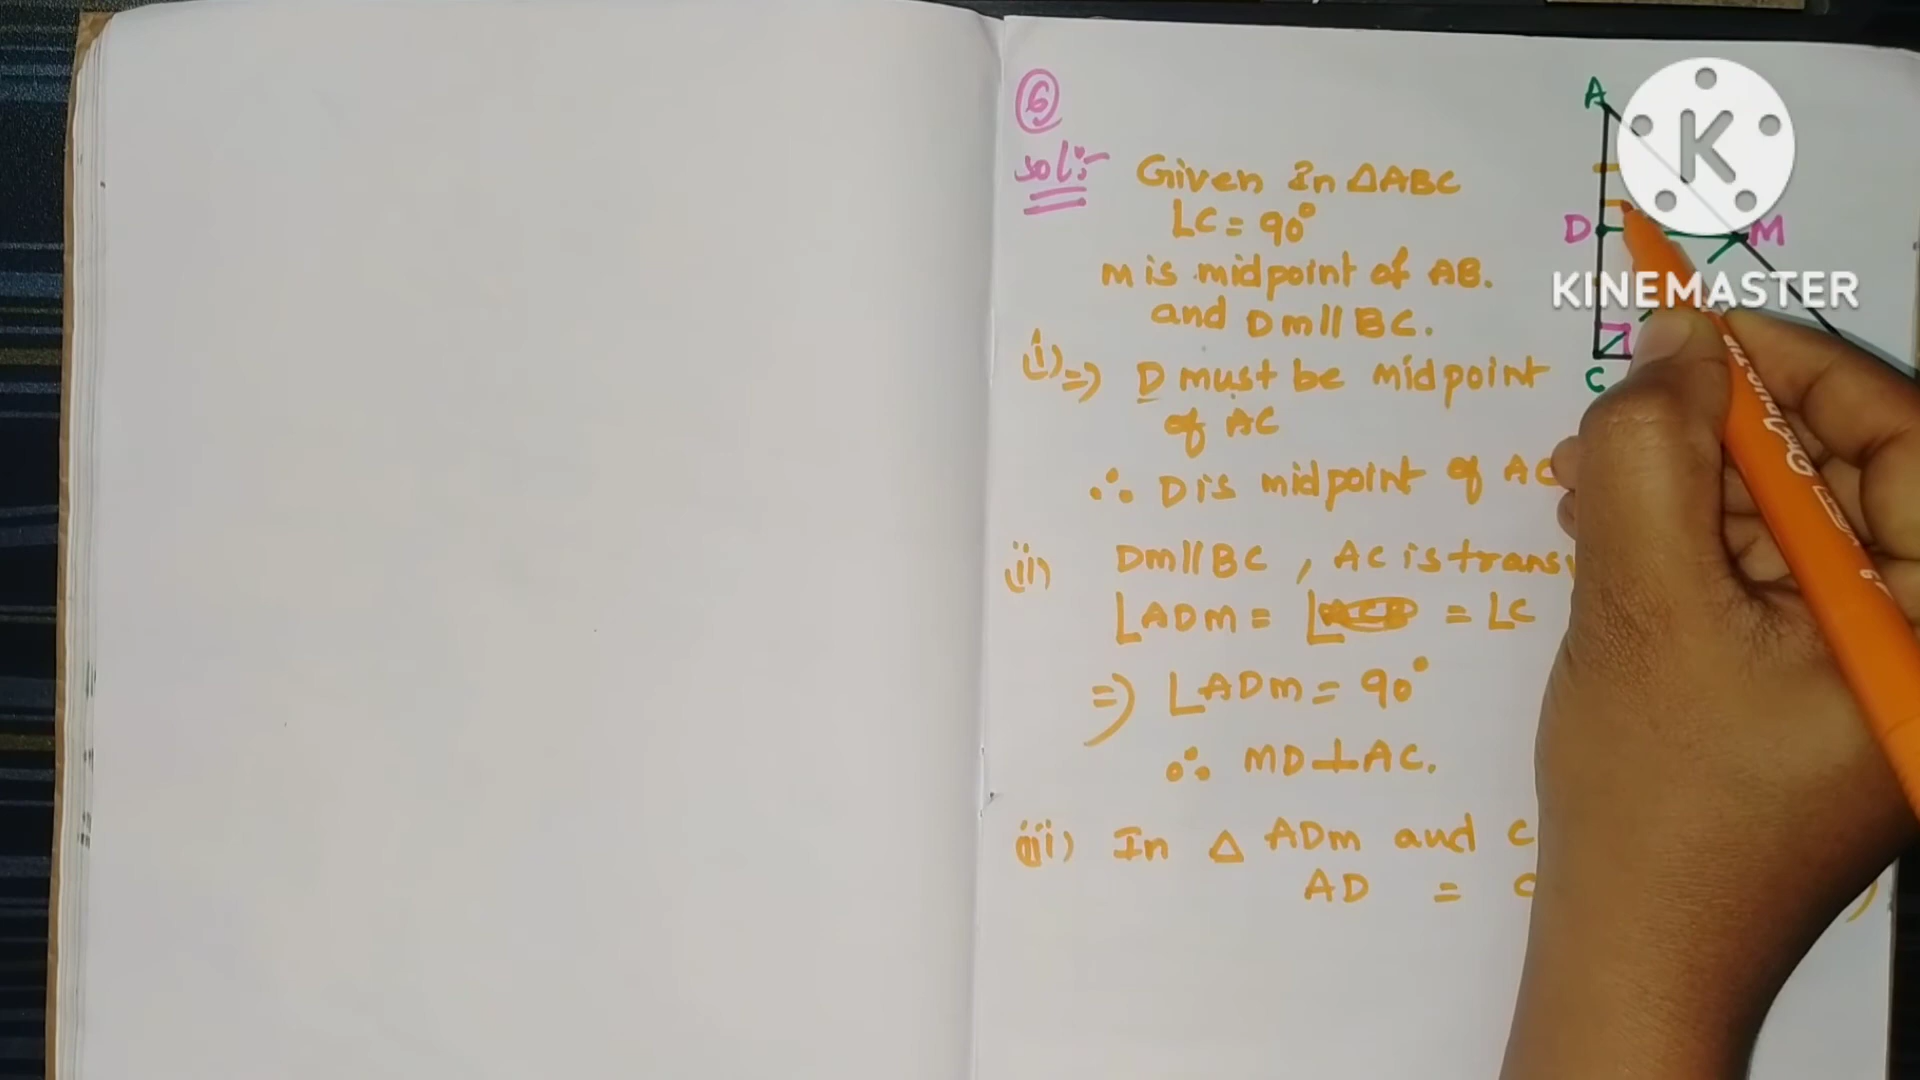 6
Sol:-
Given In △ABC
∠C = 90°
m is midpoint of AB.
and Dm || BC.
(i) => D must be midpoint
of AC
∴ D is midpoint of AC
(ii) Dm || BC, AC is trans
∠ADm = ∠ = ∠C
=> ∠ADm = 90°
∴ MD ⊥ AC.
(iii) In △ ADm and C
AD = C
A
D
M
C
K
KINEMASTER